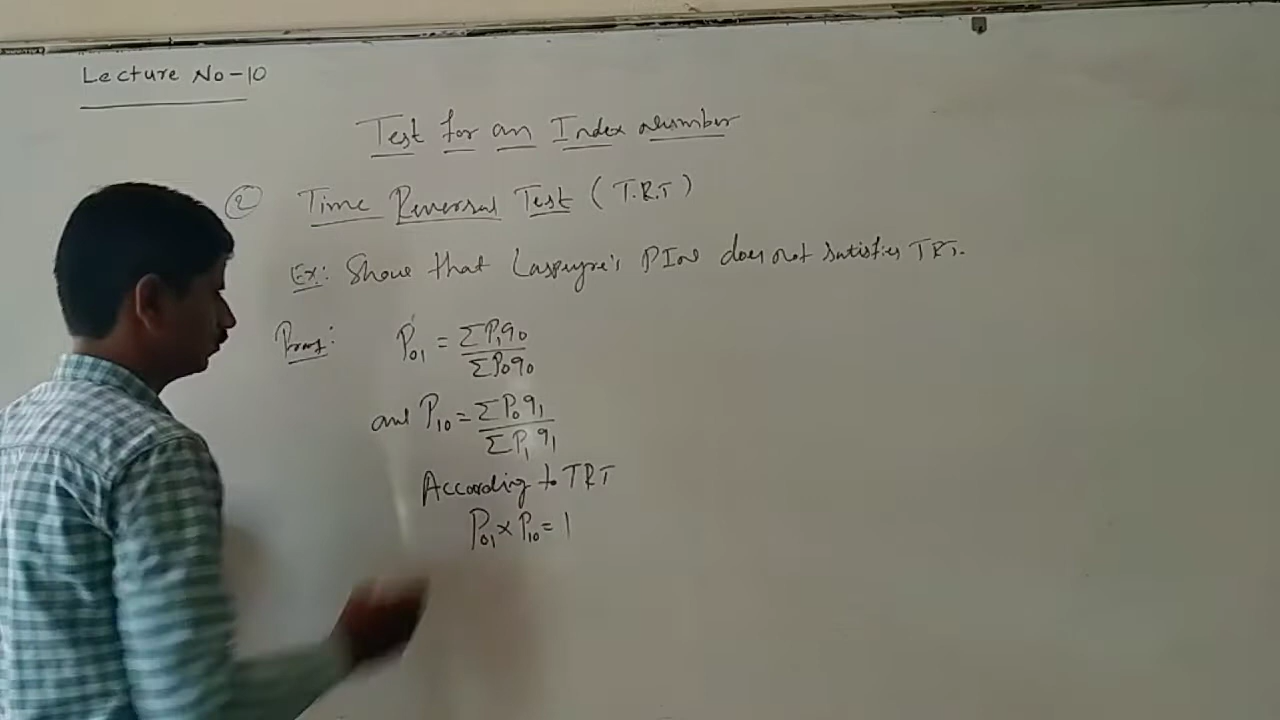 Lecture No-10
Test for an Index Number
② Time Reversal Test (T.R.T)
Ex: Show that Laspeyre's PIN does not satisfies TRT.
Proof: P₀₁ = ΣP₁q₀ / ΣP₀q₀
and P₁₀ = ΣP₀q₁ / ΣP₁q₁
According to TRT
P₀₁ × P₁₀ = 1